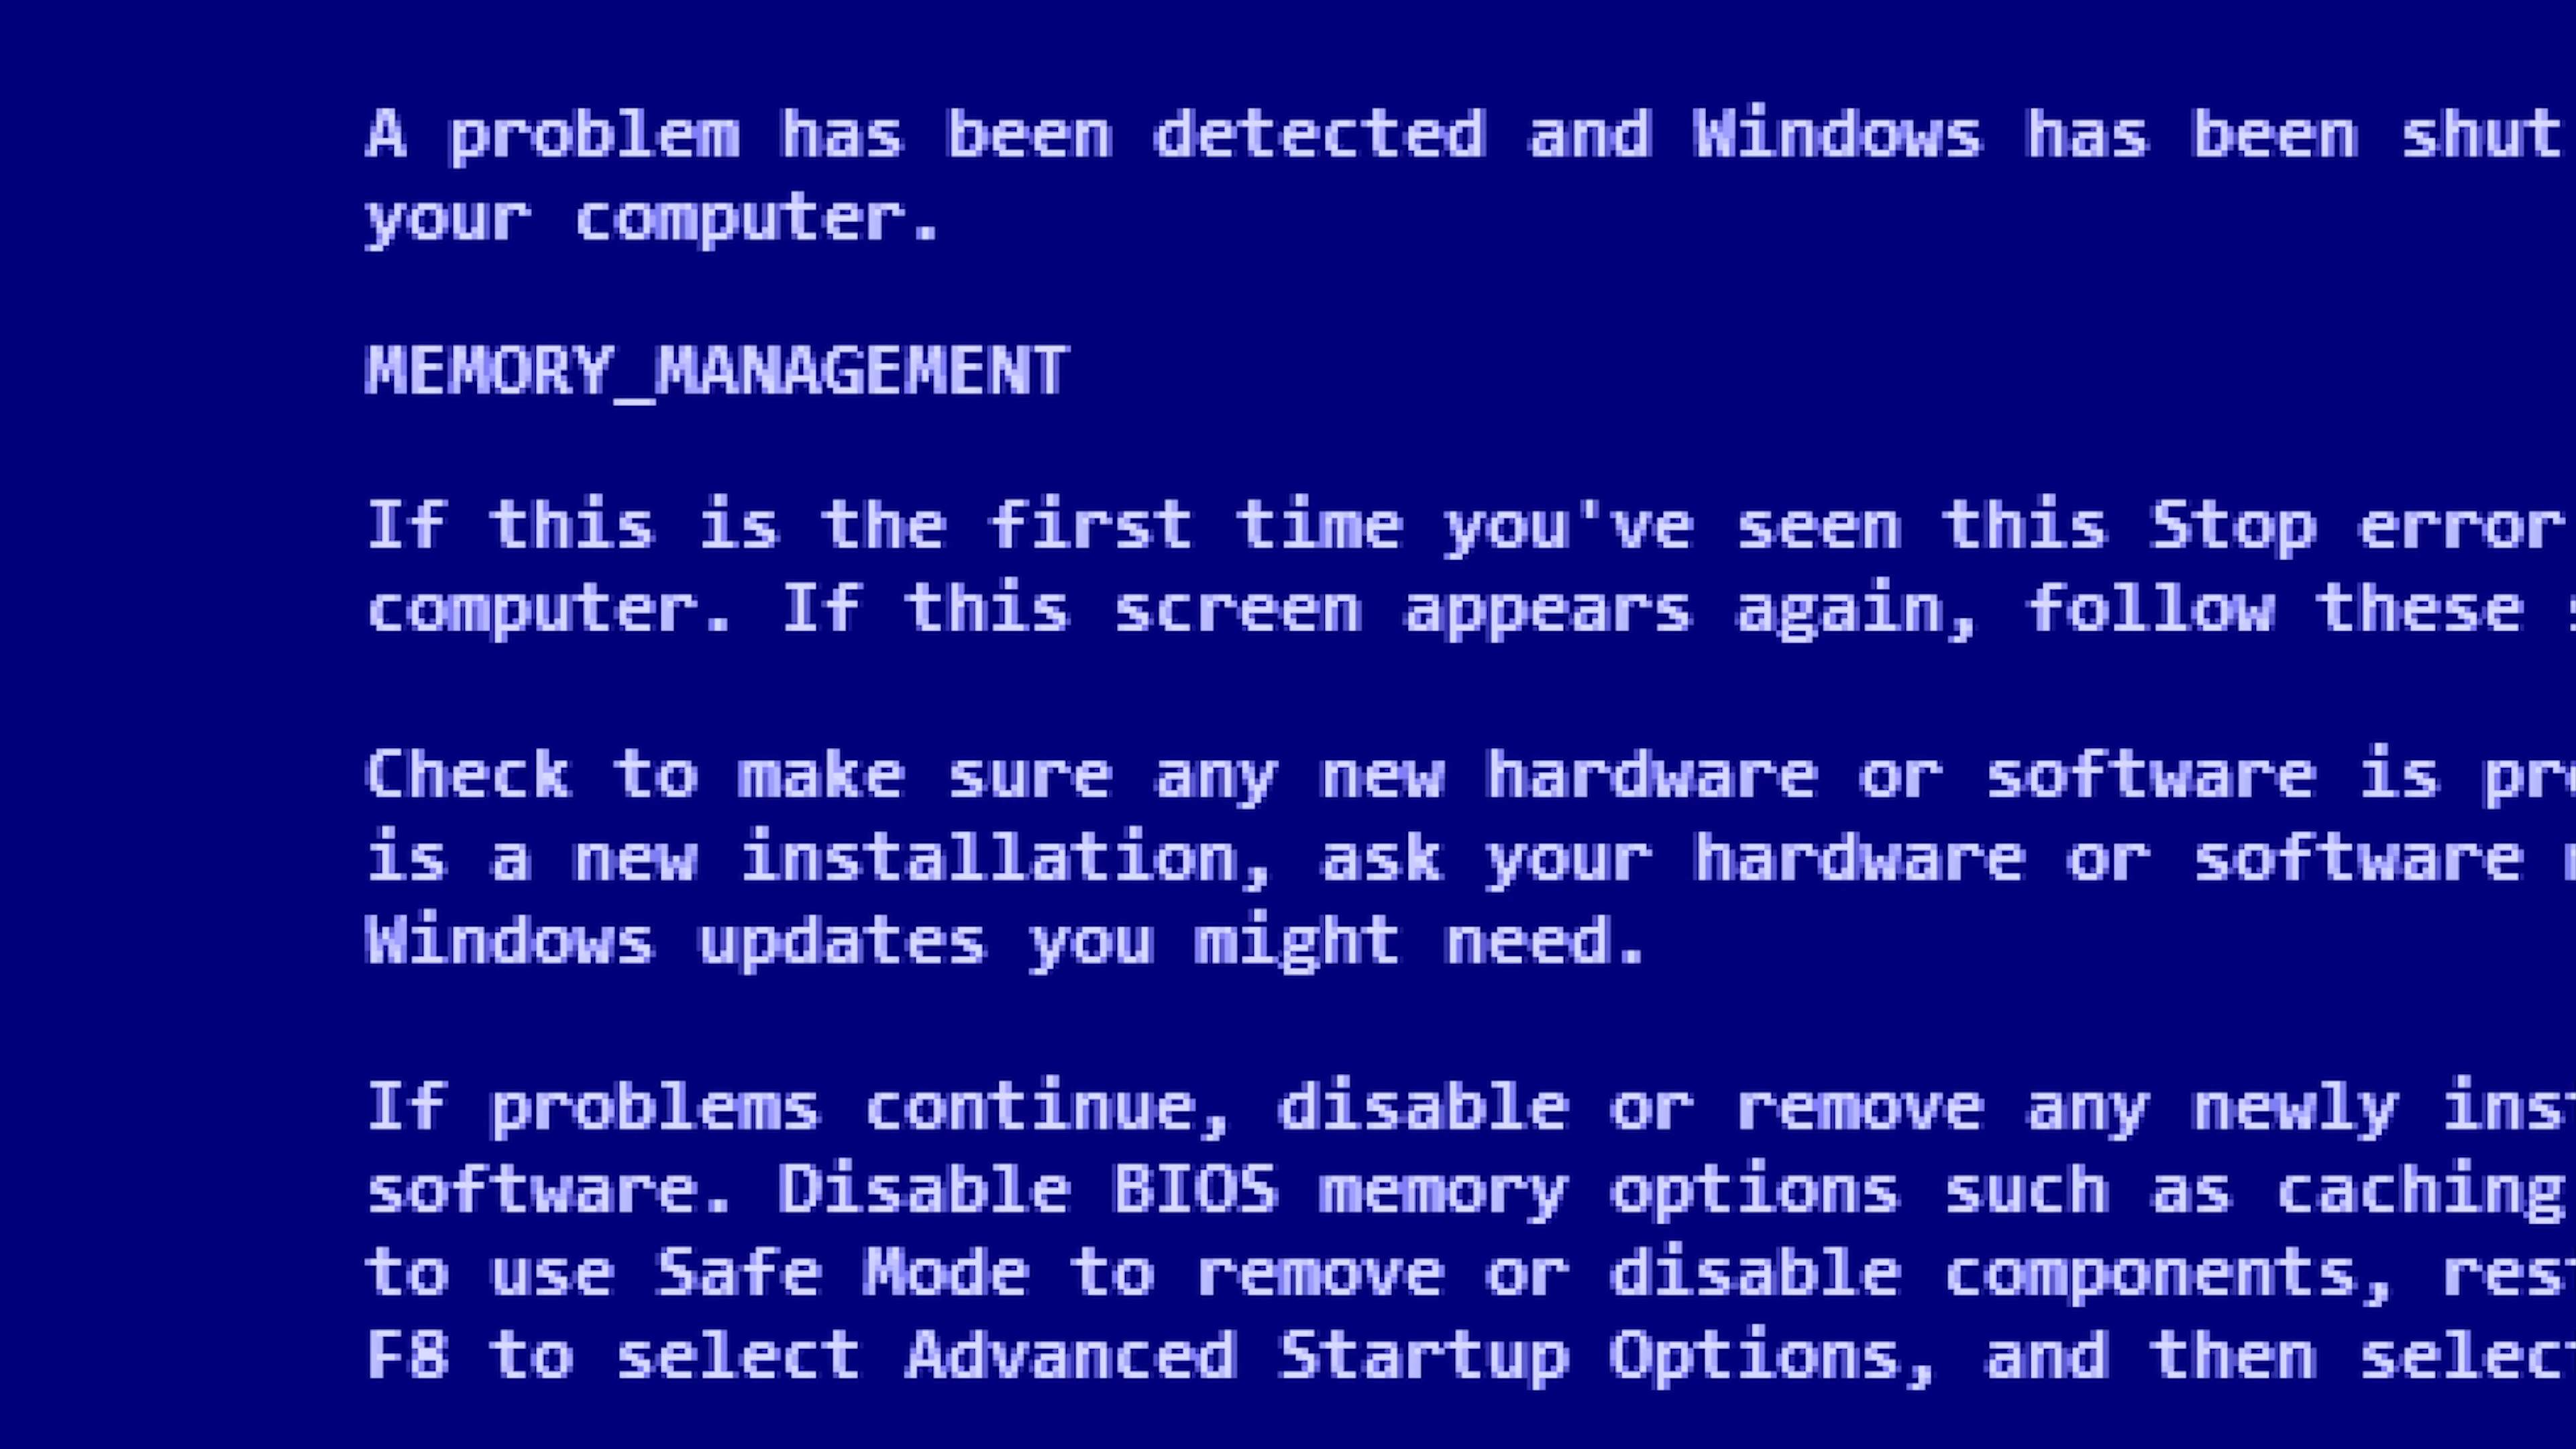 A problem has been detected and Windows has been shut
your computer.
MEMORY_MANAGEMENT
If this is the first time you've seen this Stop error
computer. If this screen appears again, follow these
Check to make sure any new hardware or software is
is a new installation, ask your hardware or software
Windows updates you might need.
If problems continue, disable or remove any newly
software. Disable BIOS memory options such as caching
to use Safe Mode to remove or disable components,
F8 to select Advanced Startup Options, and then